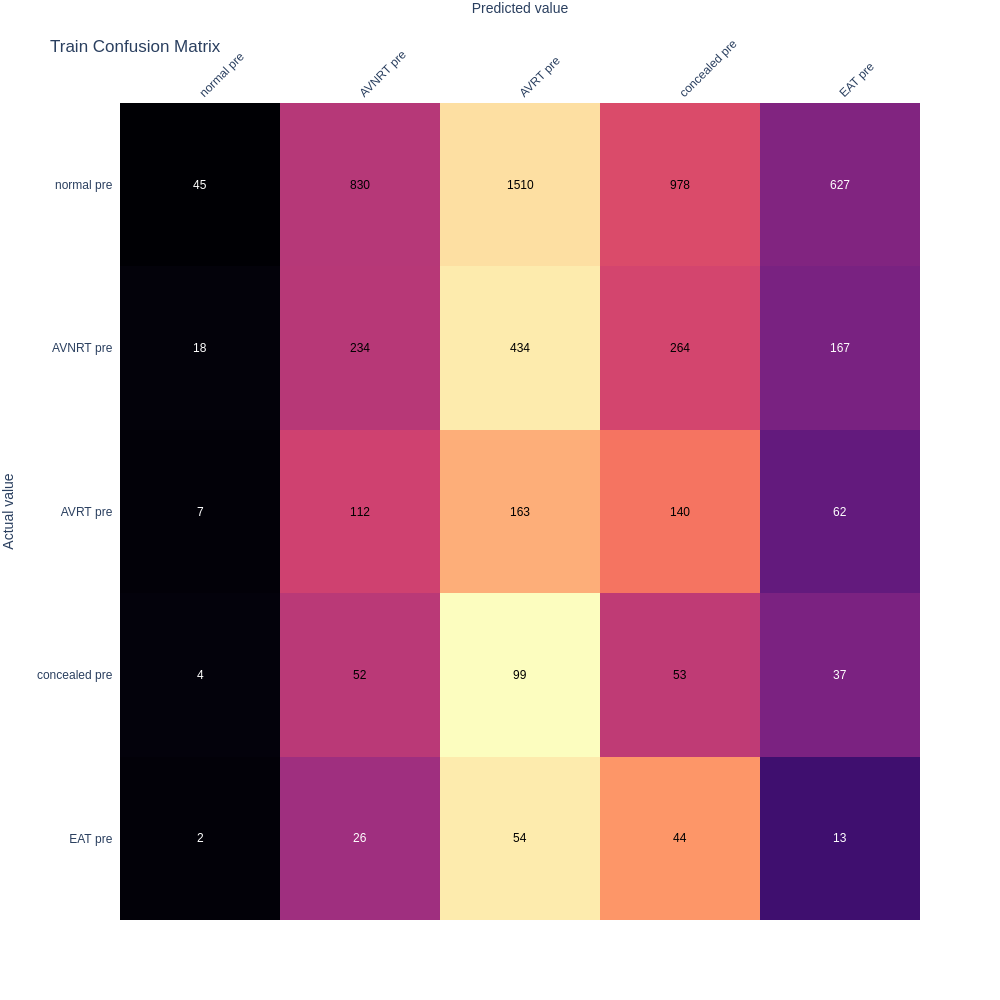 Predicted value
Train Confusion Matrix
normal pre AVNRT pre AVRT pre concealed pre EAT pre
normal pre 45 830 1510 978 627
AVNRT pre 18 234 434 264 167
AVRT pre 7 112 163 140 62
concealed pre 4 52 99 53 37
EAT pre 2 26 54 44 13
Actual value